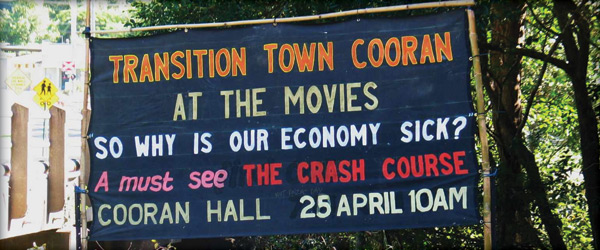 TRANSITION TOWN COORAN
AT THE MOVIES
"SO WHY IS OUR ECONOMY SICK?"
A must see THE CRASH COURSE
COORAN HALL 25 APRIL 10AM